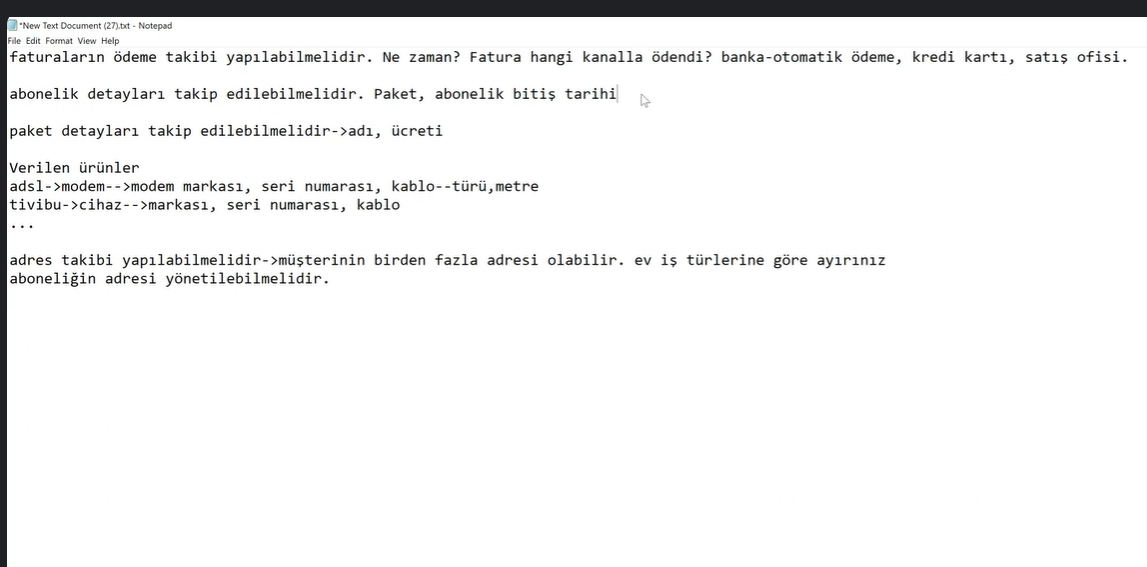 *New Text Document (27).txt - Notepad
File Edit Format View Help
faturaların ödeme takibi yapılabilmelidir. Ne zaman? Fatura hangi kanalla ödendi? banka-otomatik ödeme, kredi kartı, satış ofisi.
abonelik detayları takip edilebilmelidir. Paket, abonelik bitiş tarihi
paket detayları takip edilebilmelidir->adı, ücreti
Verilen ürünler
adsl->modem-->modem markası, seri numarası, kablo--türü,metre
tivibu->cihaz-->markası, seri numarası, kablo
...
adres takibi yapılabilmelidir->müşterinin birden fazla adresi olabilir. ev iş türlerine göre ayırınız
aboneliğin adresi yönetilebilmelidir.